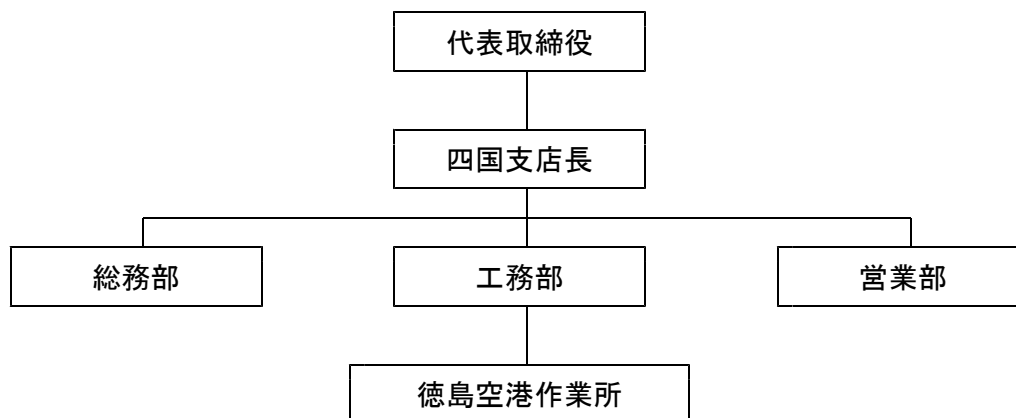 代表取締役
四国支店長
総務部
工務部
営業部
徳島空港作業所